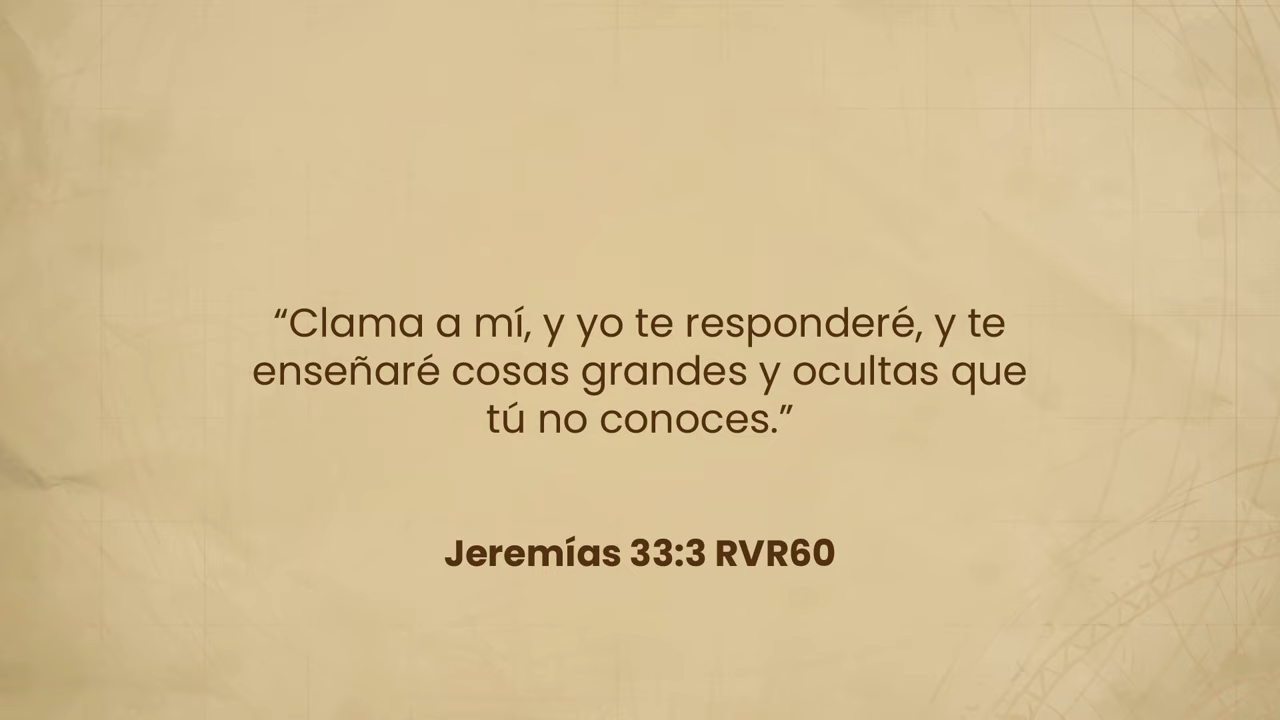 “Clama a mí, y yo te responderé, y te
enseñaré cosas grandes y ocultas que
tú no conoces.”
Jeremías 33:3 RVR60